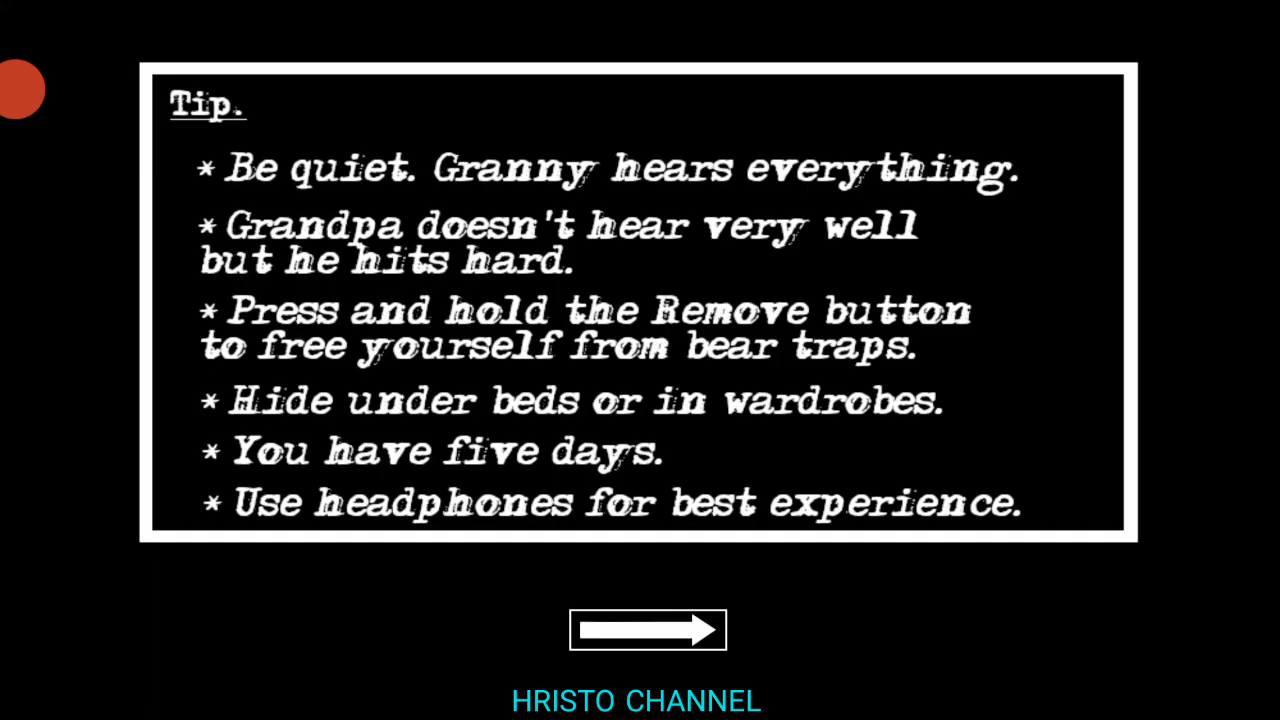 Tip.
* Be quiet. Granny hears everything.
* Grandpa doesn't hear very well
but he hits hard.
* Press and hold the Remove button
to free yourself from bear traps.
* Hide under beds or in wardrobes.
* You have five days.
* Use headphones for best experience.
HRISTO CHANNEL